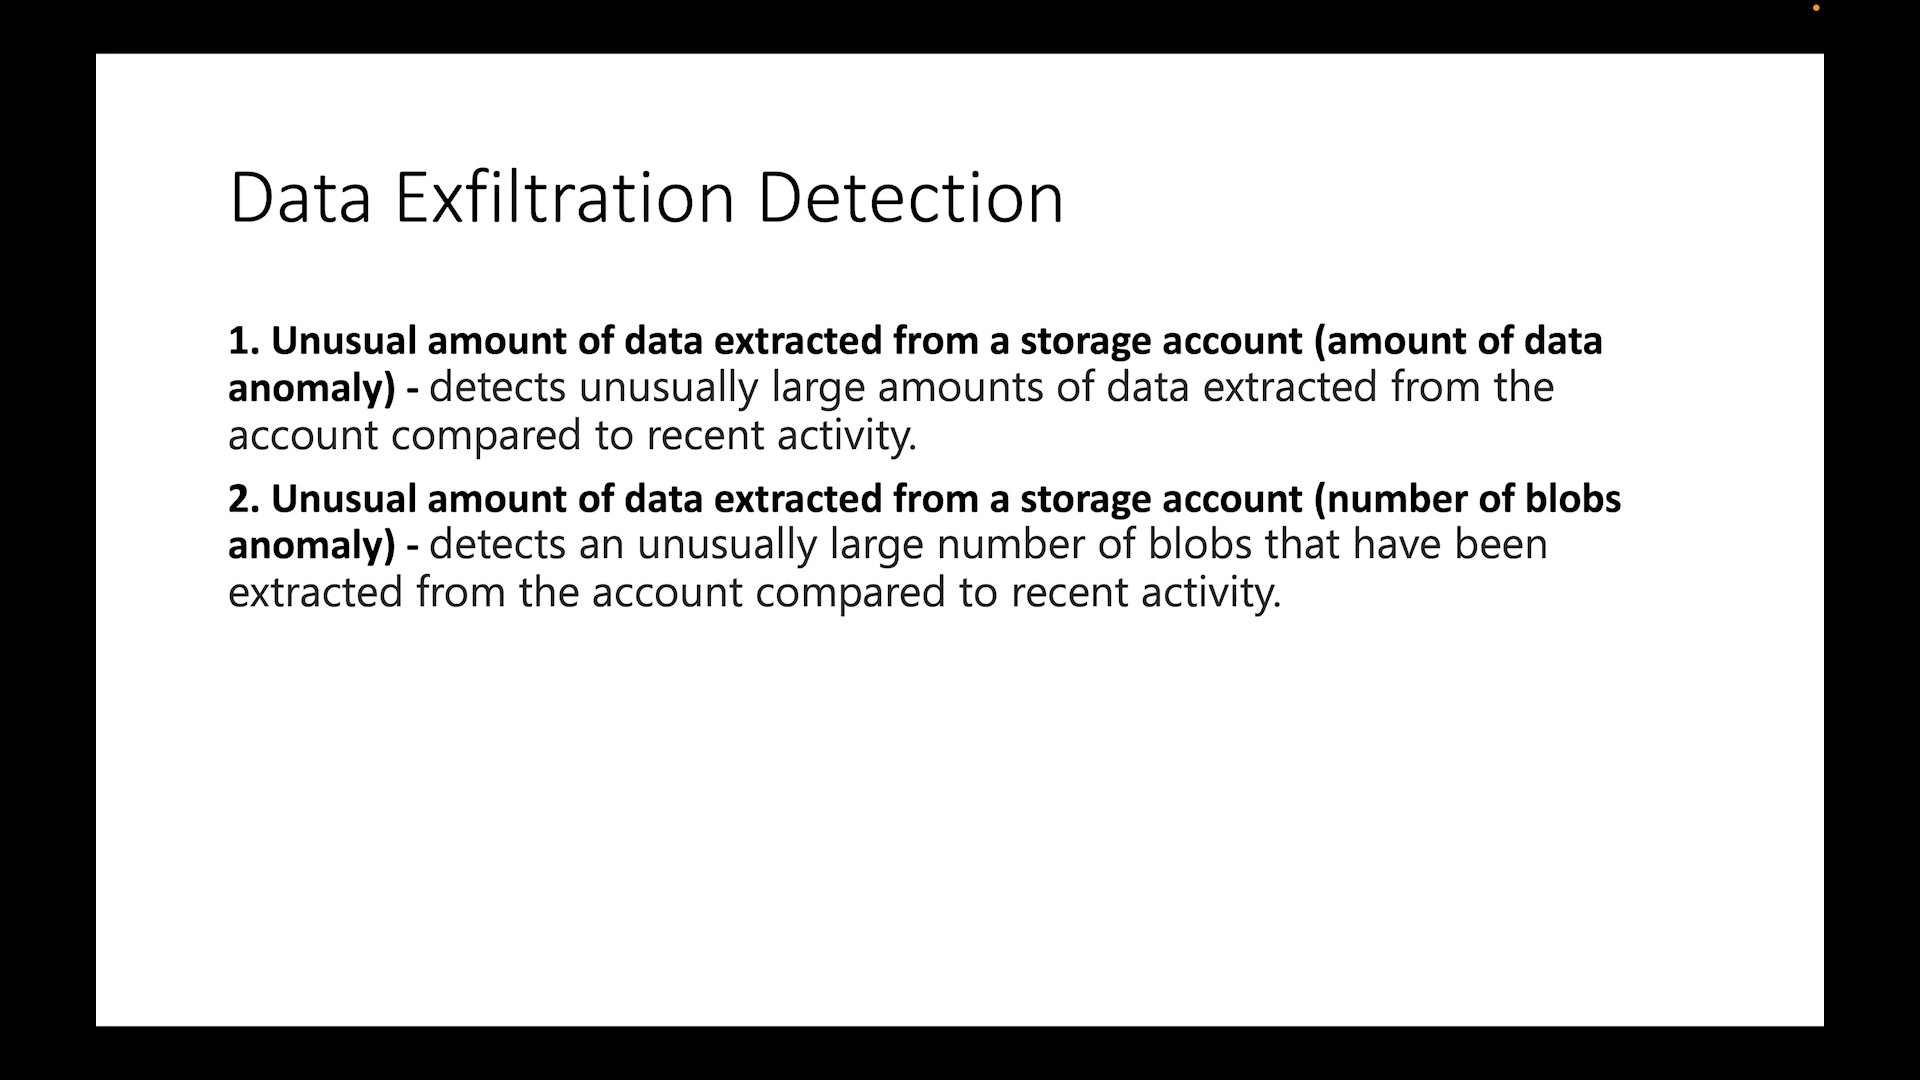 Data Exfiltration Detection
1. Unusual amount of data extracted from a storage account (amount of data
anomaly) - detects unusually large amounts of data extracted from the
account compared to recent activity.
2. Unusual amount of data extracted from a storage account (number of blobs
anomaly) - detects an unusually large number of blobs that have been
extracted from the account compared to recent activity.